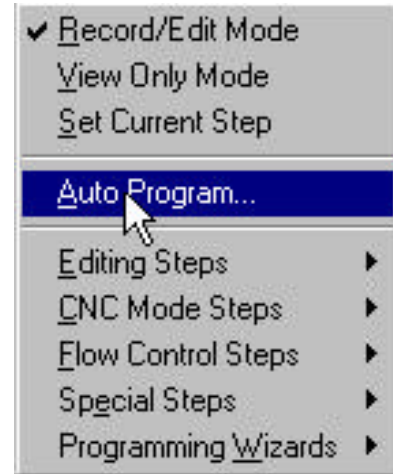 Record/Edit Mode
View Only Mode
Set Current Step
Auto Program...
Editing Steps
CNC Mode Steps
Flow Control Steps
Special Steps
Programming Wizards